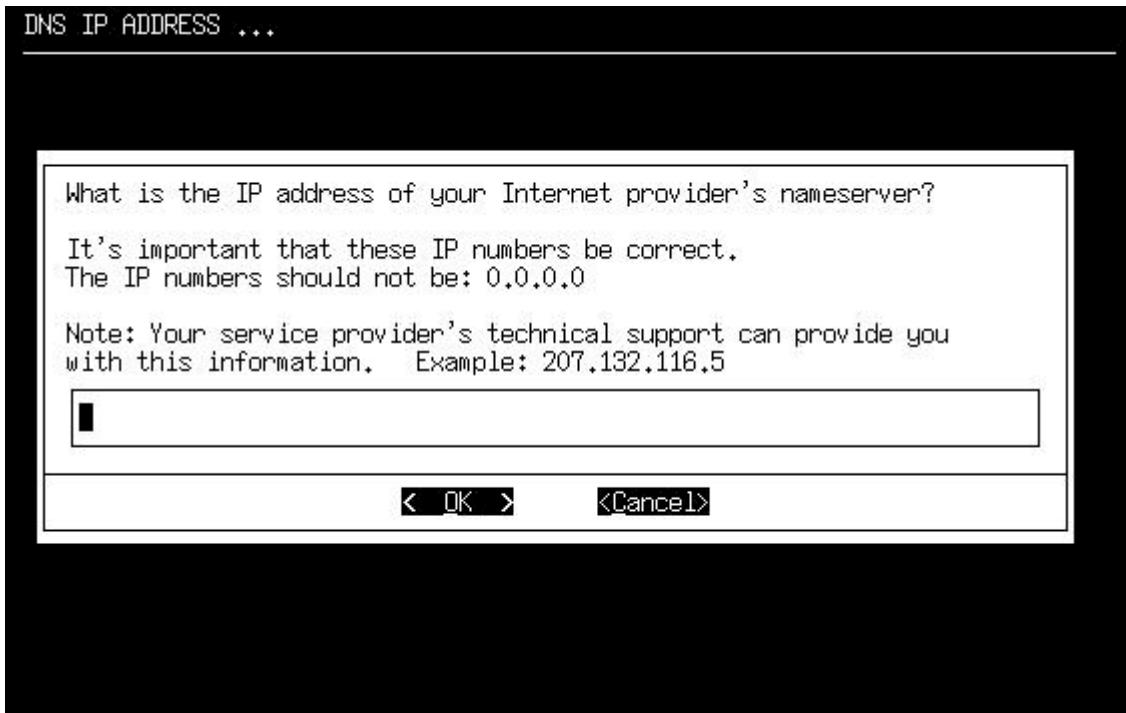 DNS IP ADDRESS ...
What is the IP address of your Internet provider's nameserver?
It's important that these IP numbers be correct.
The IP numbers should not be: 0.0.0.0
Note: Your service provider's technical support can provide you
with this information.   Example: 207.132.116.5
< OK > <Cancel>